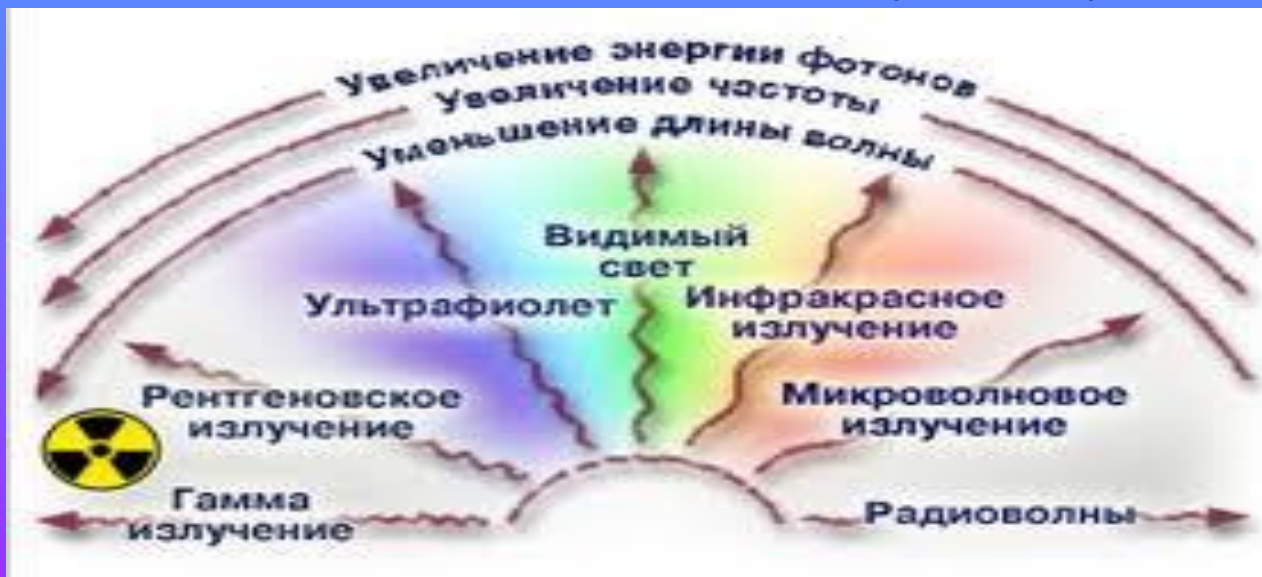 Увеличение энергии фотонов
Увеличение частоты
Уменьшение длины волны
Видимый
свет
Ультрафиолет
Инфракрасное
излучение
Рентгеновское
излучение
Микроволновое
излучение
Гамма
излучение
Радиоволны